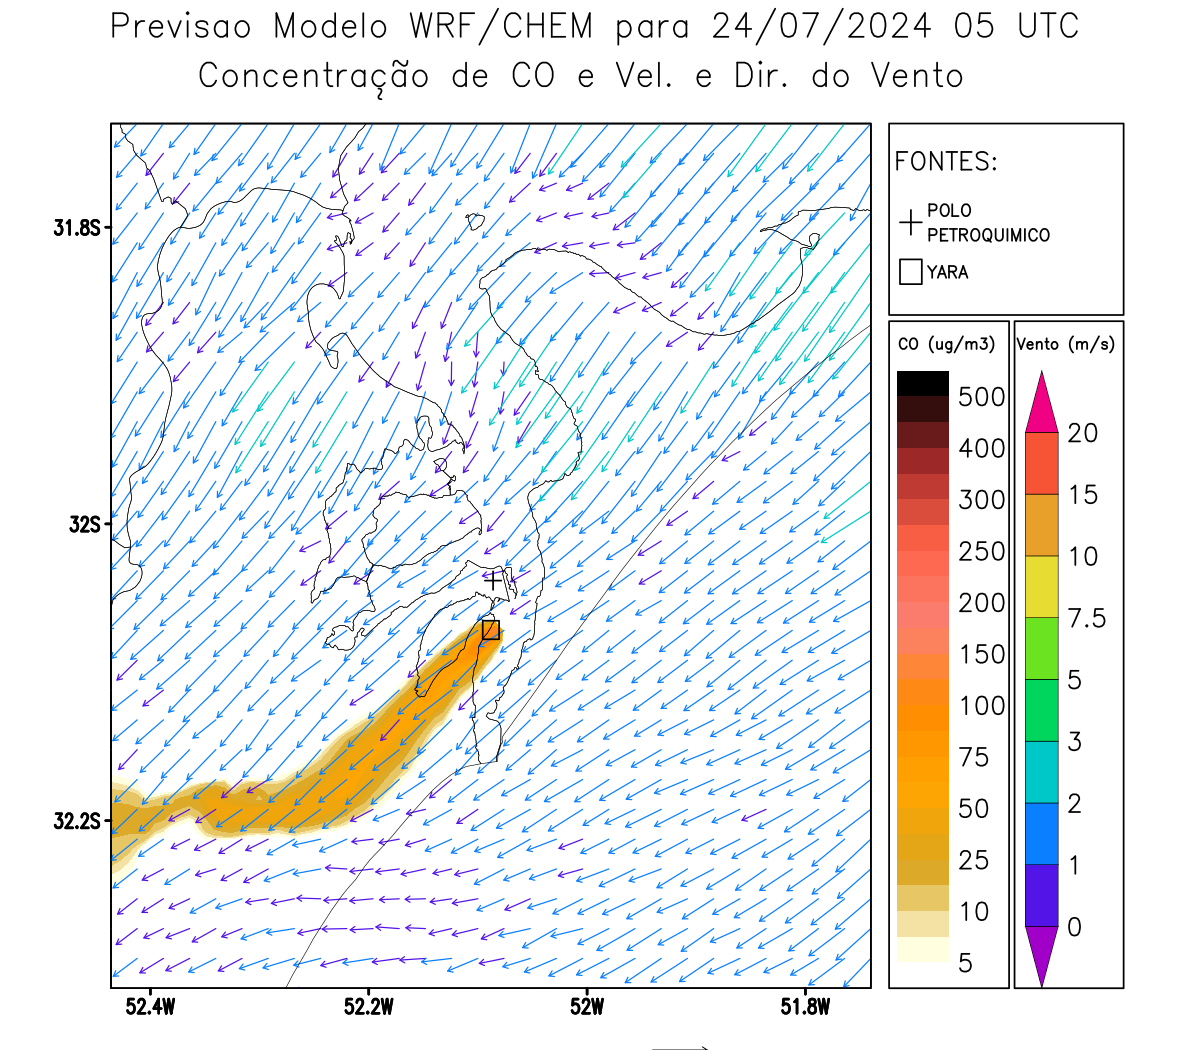 Previsao Modelo WRF/CHEM para 24/07/2024 05 UTC
Concentração de CO e Vel. e Dir. do Vento
FONTES:
POLO
PETROQUIMICO
YARA
CO (ug/m3)
500
400
300
250
200
150
100
75
50
25
10
5
Vento (m/s)
20
15
10
7.5
5
3
2
1
0
31.8S
32S
32.2S
52.4W
52.2W
52W
51.8W